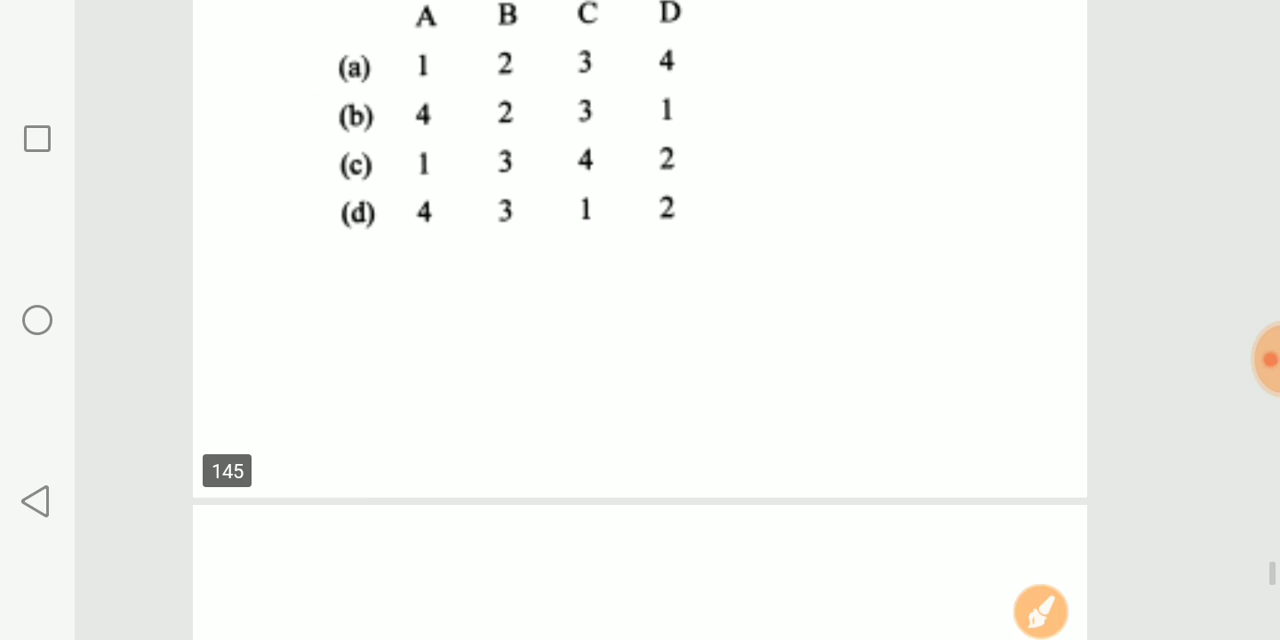 A B C D
(a) 1 2 3 4
(b) 4 2 3 1
(c) 1 3 4 2
(d) 4 3 1 2
145